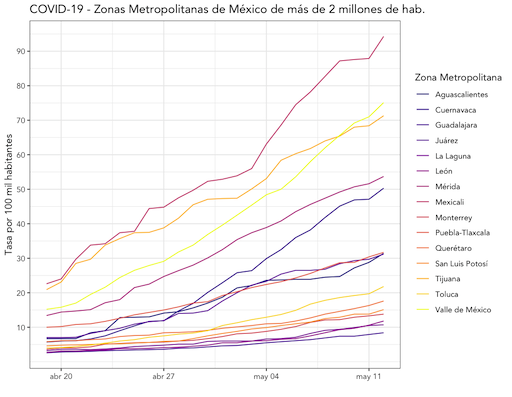 COVID-19 - Zonas Metropolitanas de México de más de 2 millones de hab.
Tasa por 100 mil habitantes
90
80
70
60
50
40
30
20
10
abr 20 abr 27 may 04 may 11
Zona Metropolitana
Aguascalientes
Cuernavaca
Guadalajara
Juárez
La Laguna
León
Mérida
Mexicali
Monterrey
Puebla-Tlaxcala
Querétaro
San Luis Potosí
Tijuana
Toluca
Valle de México